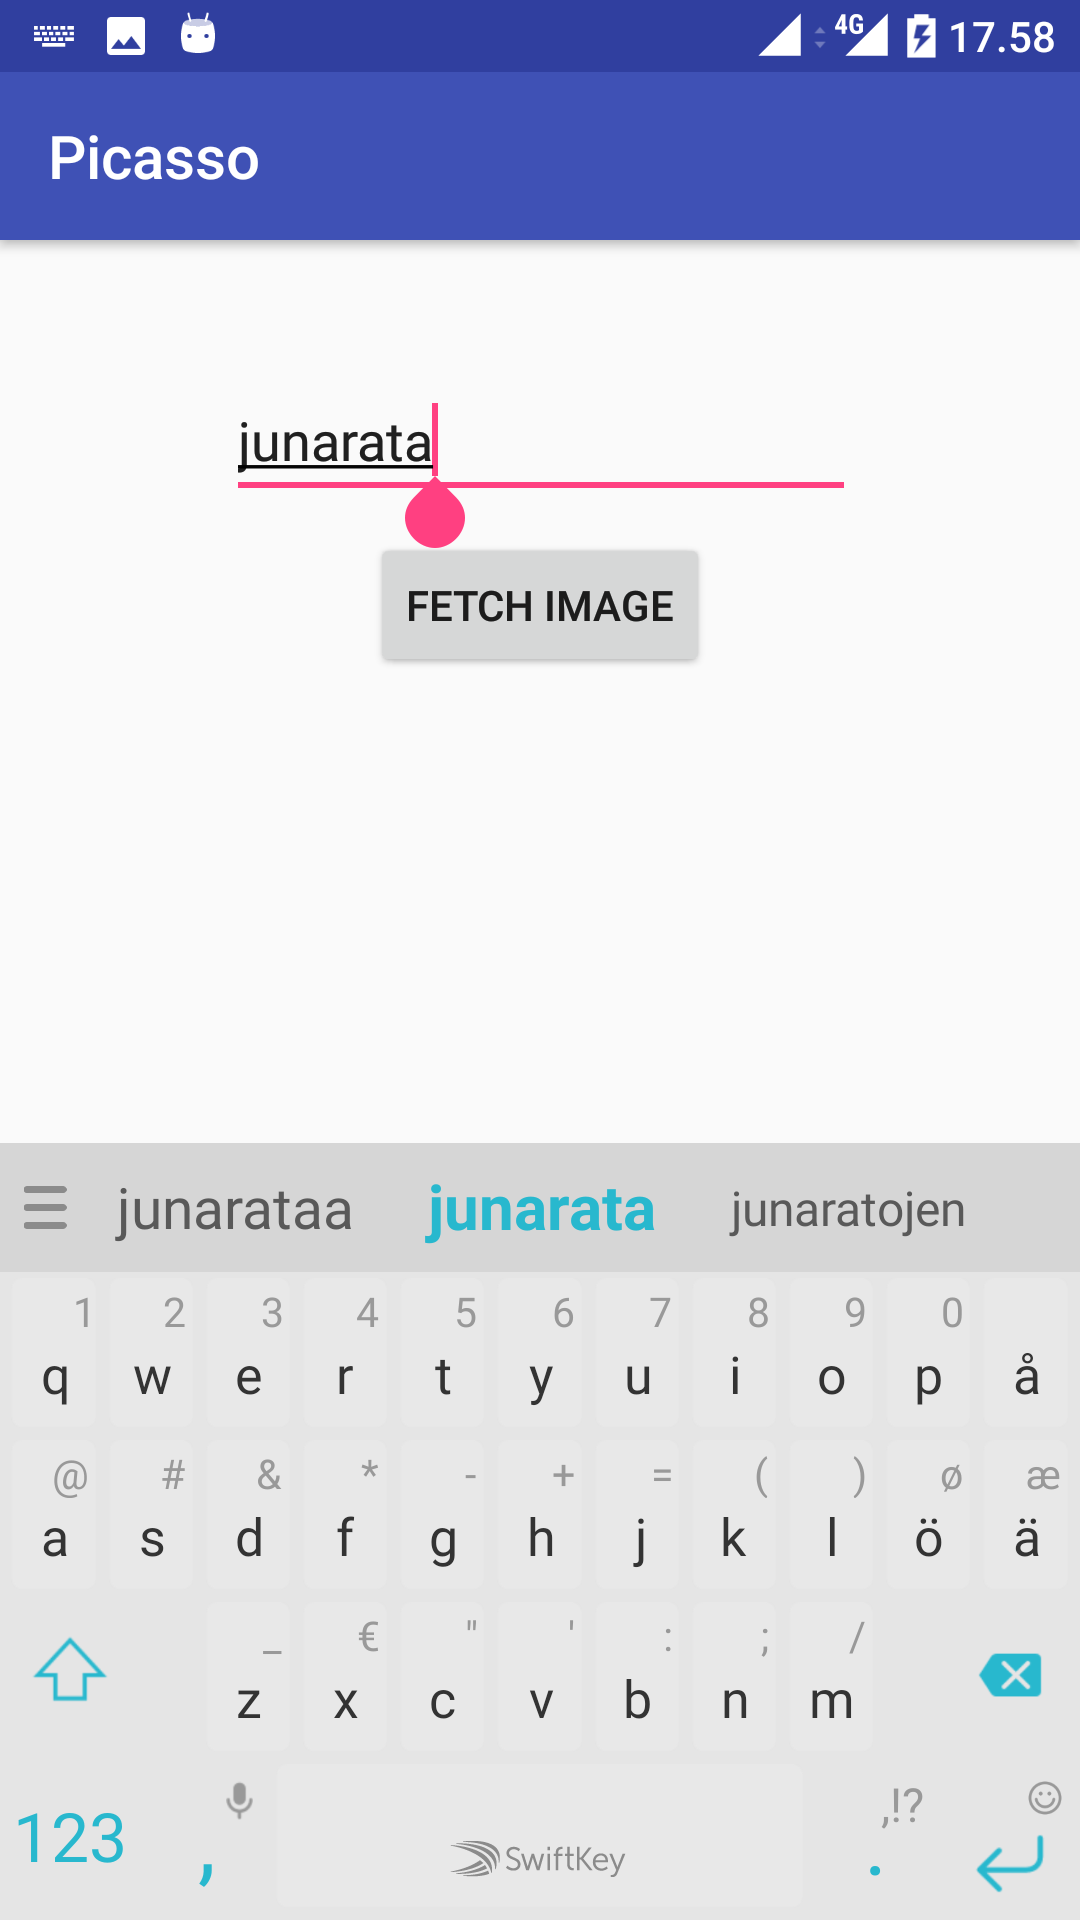 4G 17.58
Picasso
junarata
FETCH IMAGE
junarataa junarata junaratojen
1 2 3 4 5 6 7 8 9 0
q w e r t y u i o p å
@ # & * - + = ( ) ø æ
a s d f g h j k l ö ä
_ € " ' : ; /
z x c v b n m
,!?
123 , SwiftKey .